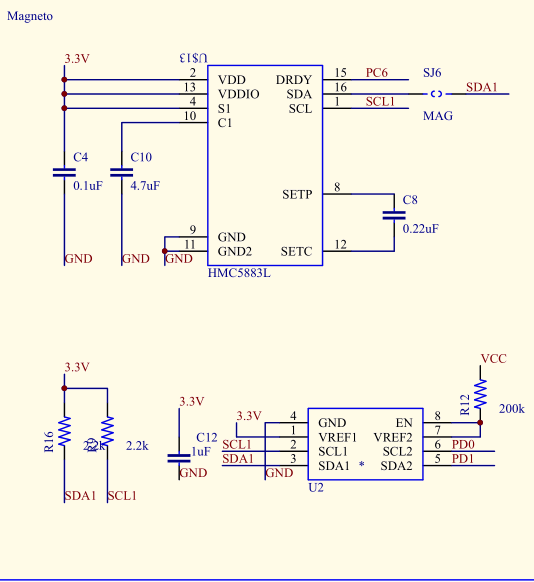 Magneto
3.3V
U$13
2 VDD DRDY 15 PC6 SJ6
13 VDDIO SDA 16 SDA1
4 S1 SCL 1 SCL1
10 C1 MAG
C4 C10
0.1uF 4.7uF
SETP 8
C8
0.22uF
9 GND
11 GND2 SETC 12
GND GND GND
HMC5883L
3.3V VCC
3.3V R12
200k
3.3V 4 GND EN 8
C12 1 VREF1 VREF2 7
R16 2.2k 2.2k 1uF SCL1 2 SCL1 SCL2 6 PD0
SDA1 3 SDA1 * SDA2 5 PD1
GND GND
U2
SDA1 SCL1